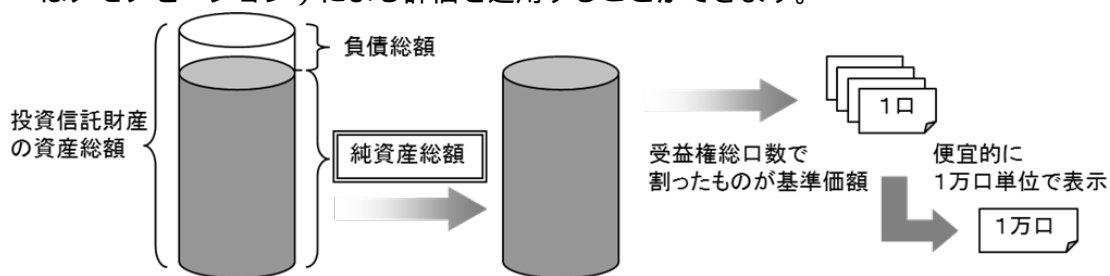 負債総額
投資信託財産
の資産総額
純資産総額
1口
受益権総口数で
割ったものが基準価額
便宜的に
1万口単位で表示
1万口